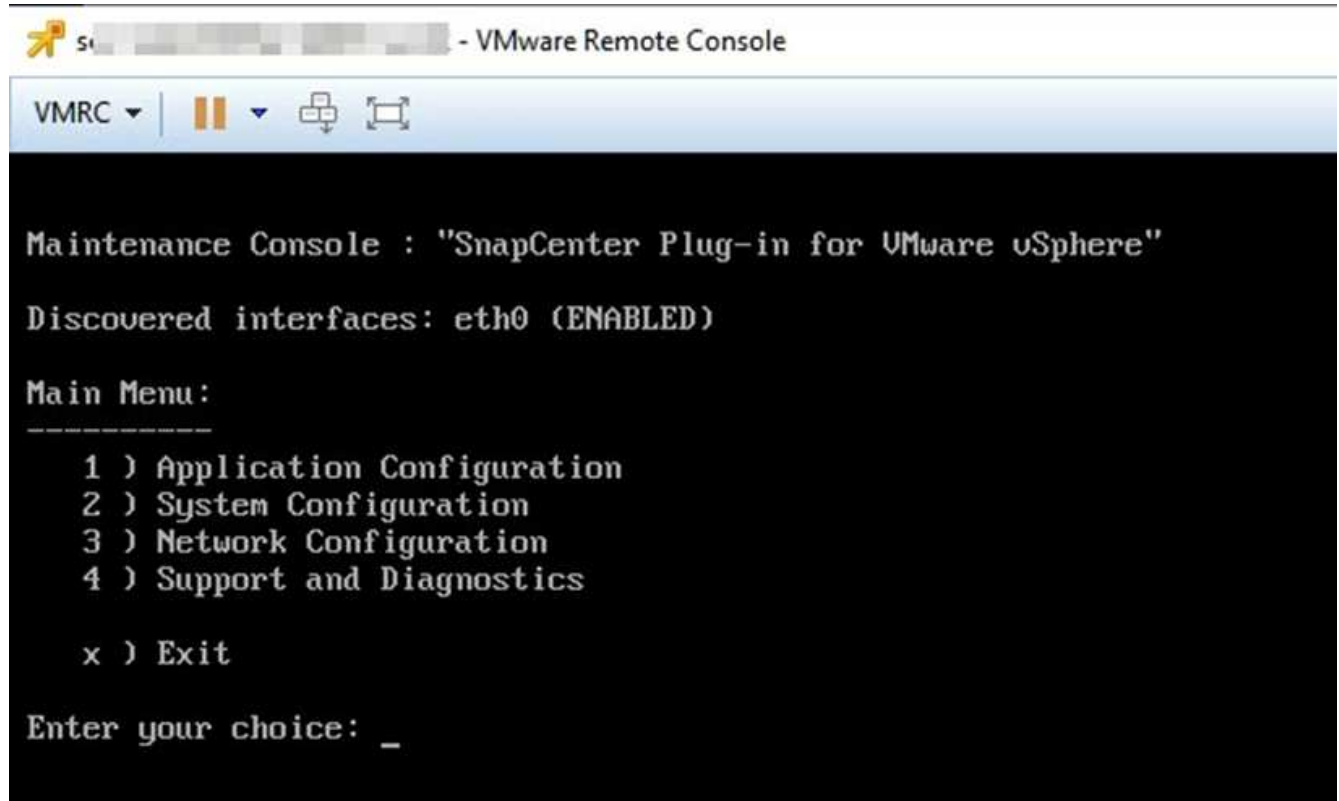 - VMware Remote Console
VMRC
Maintenance Console : "SnapCenter Plug-in for VMware vSphere"
Discovered interfaces: eth0 (ENABLED)
Main Menu:
----------
1 ) Application Configuration
2 ) System Configuration
3 ) Network Configuration
4 ) Support and Diagnostics
x ) Exit
Enter your choice: _